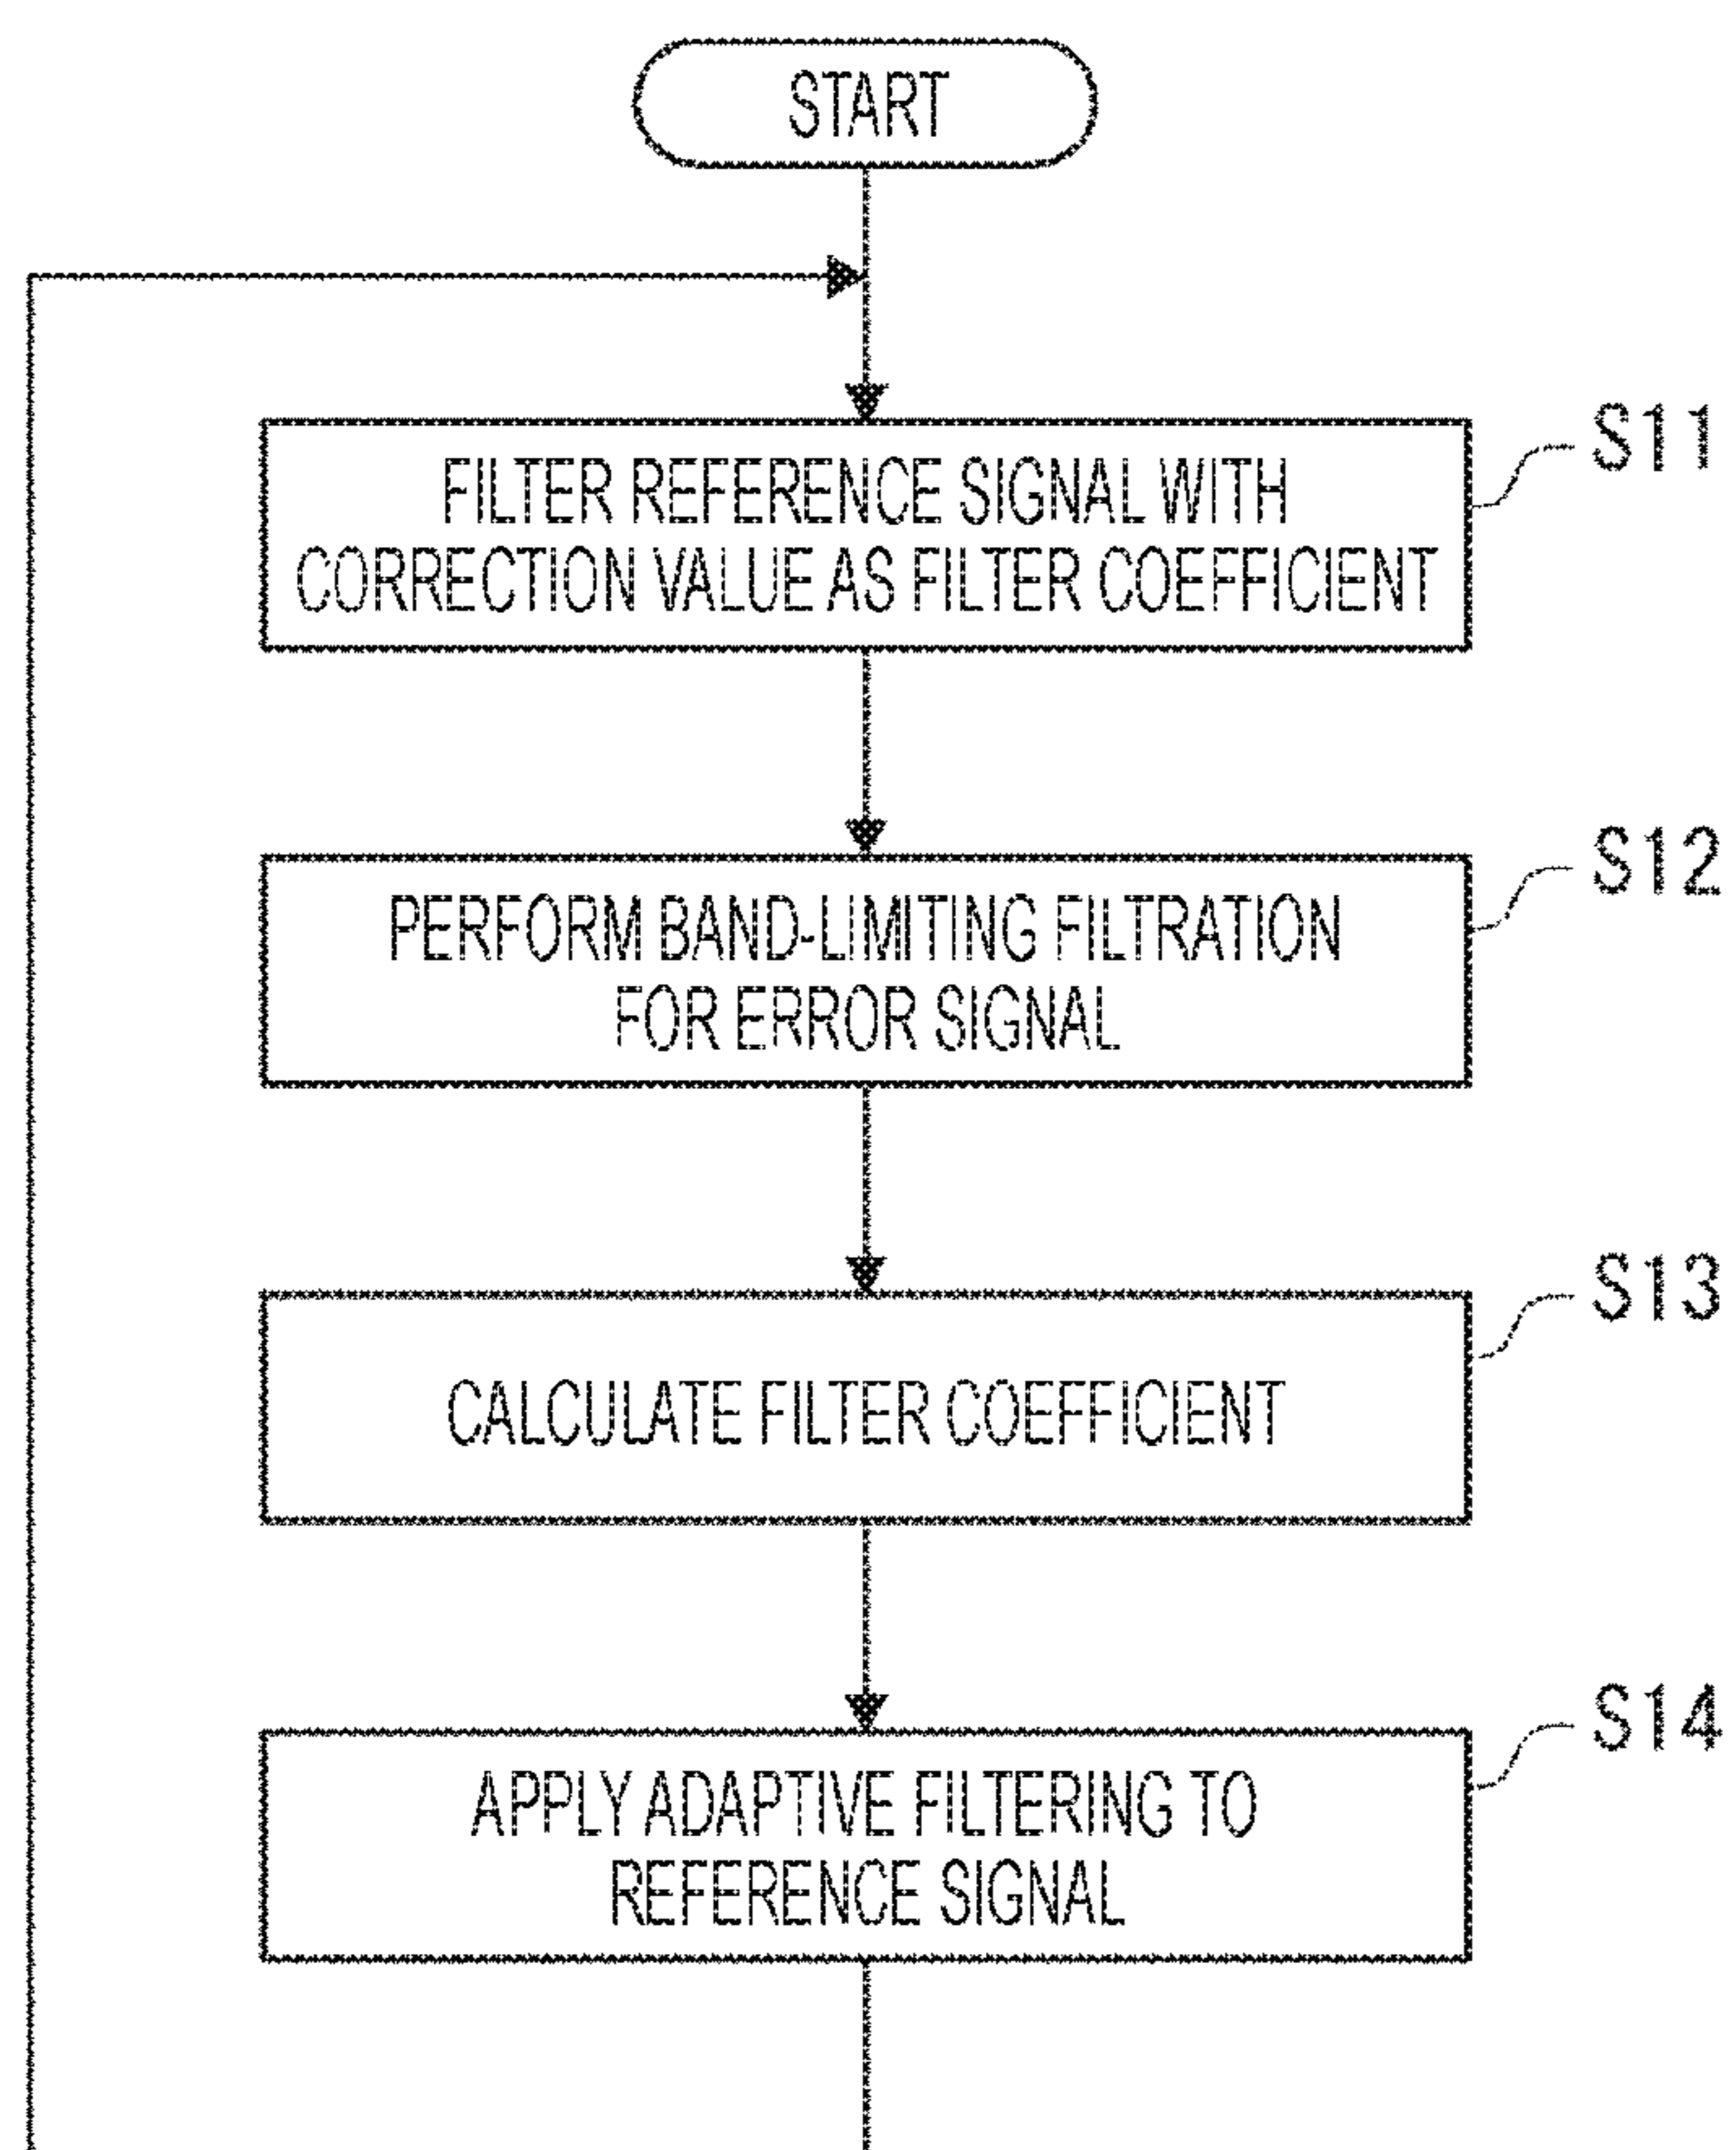 START
S11
FILTER REFERENCE SIGNAL WITH
CORRECTION VALUE AS FILTER COEFFICIENT
S12
PERFORM BAND-LIMITING FILTRATION
FOR ERROR SIGNAL
S13
CALCULATE FILTER COEFFICIENT
S14
APPLY ADAPTIVE FILTERING TO
REFERENCE SIGNAL